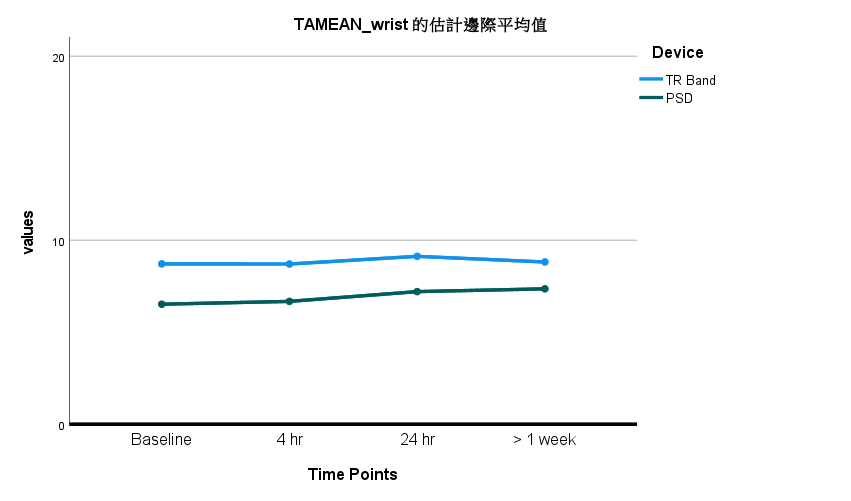 TAMEAN_wrist 的估計邊際平均值
Device
TR Band
PSD
20
10
0
values
Baseline
4 hr
24 hr
> 1 week
Time Points